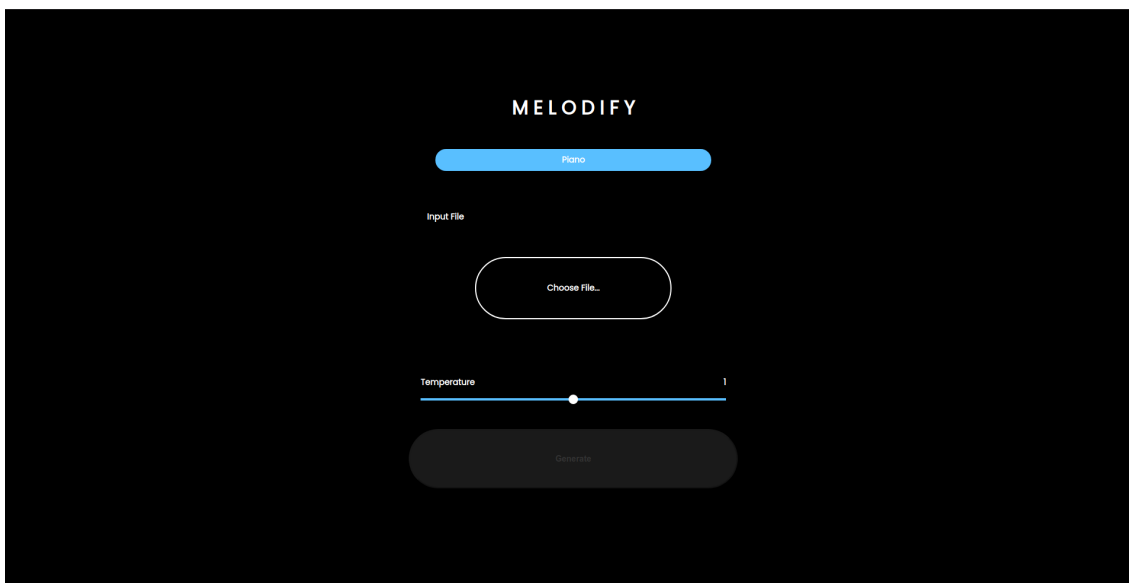 MELODIFY
Piano
Input File
Choose File...
Temperature 1
Generate